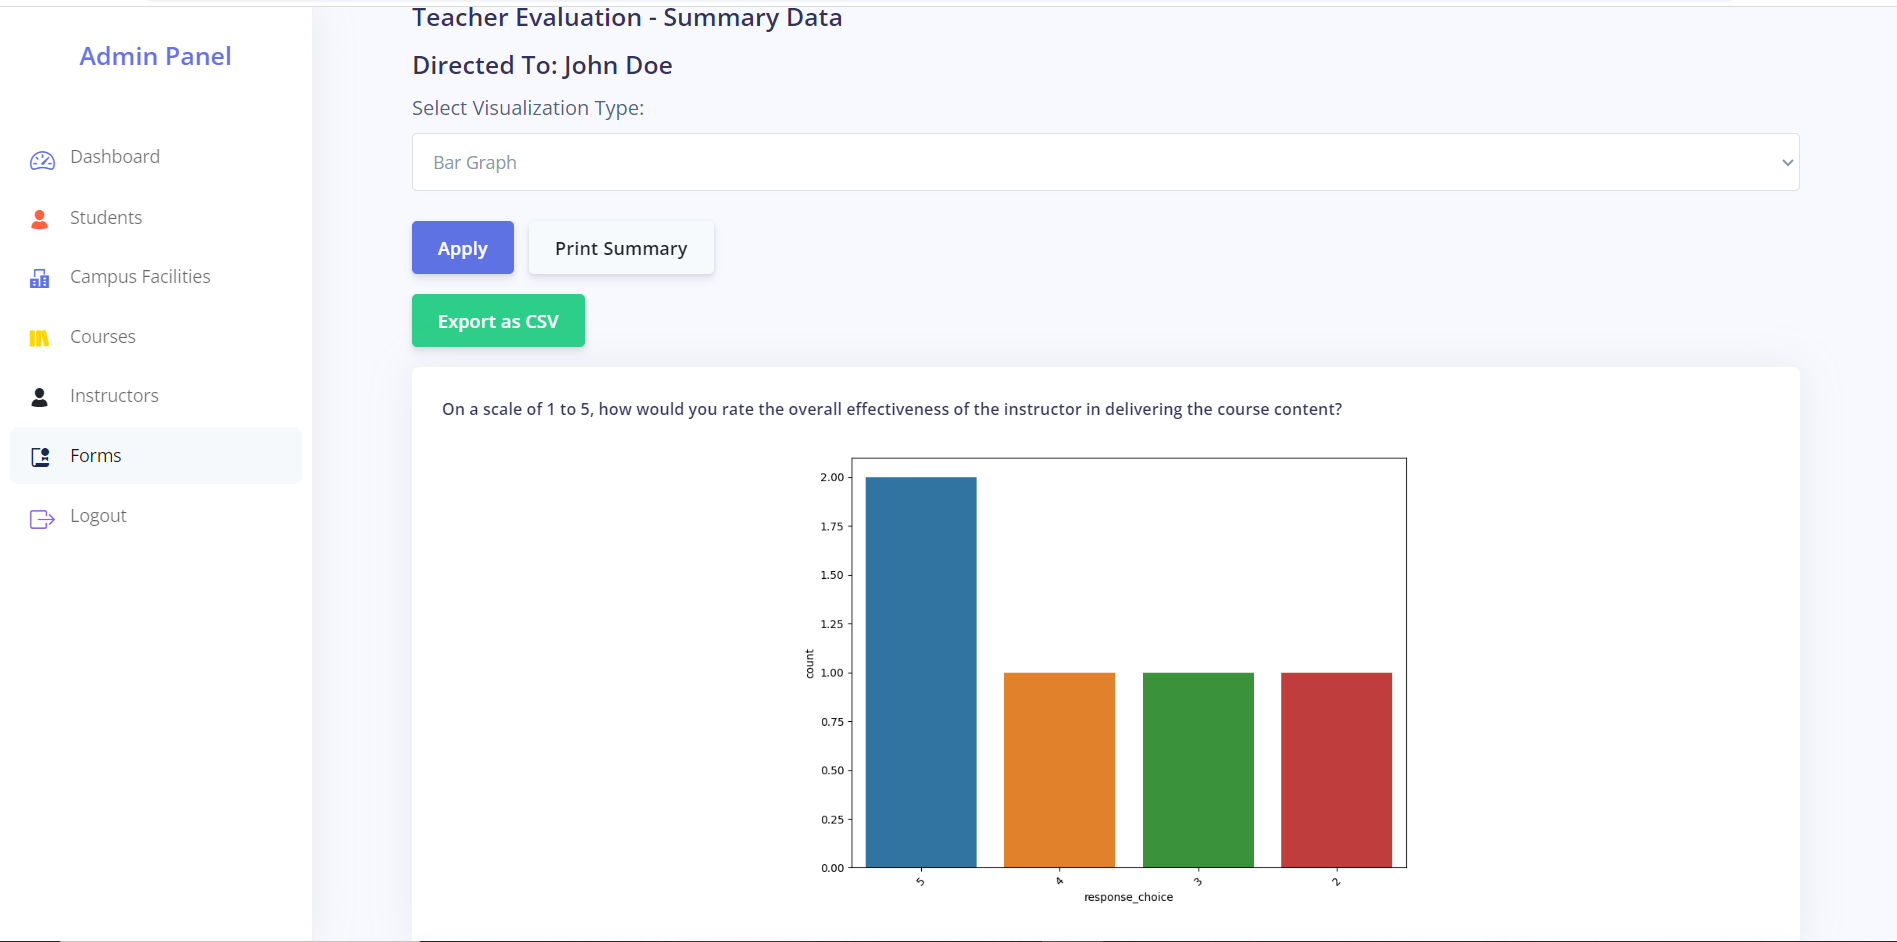 Admin Panel
Dashboard
Students
Campus Facilities
Courses
Instructors
Forms
Logout
Teacher Evaluation - Summary Data
Directed To: John Doe
Select Visualization Type:
Bar Graph
Apply
Print Summary
Export as CSV
On a scale of 1 to 5, how would you rate the overall effectiveness of the instructor in delivering the course content?
2.00
1.75
1.50
1.25
1.00
0.75
0.50
0.25
0.00
count
5 4 3 2
response_choice